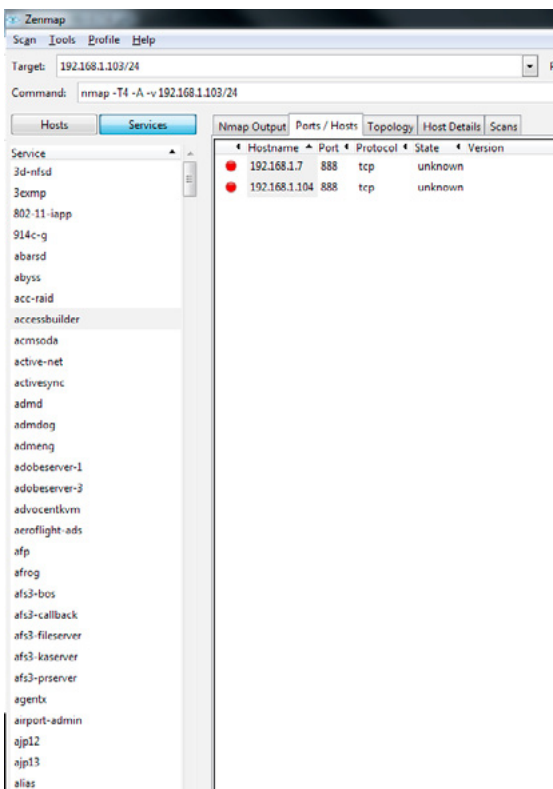 Zenmap
Scan Tools Profile Help
Target: 192.168.1.103/24
Command: nmap -T4 -A -v 192.168.1.103/24
Hosts Services
Nmap Output Ports / Hosts Topology Host Details Scans
Service
Hostname Port Protocol State Version
192.168.1.7 888 tcp unknown
192.168.1.104 888 tcp unknown
3d-nfsd
3exmp
802-11-iapp
914c-g
abarsd
abyss
acc-raid
accessbuilder
acmsoda
active-net
activesync
admd
admdog
admeng
adobeserver-1
adobeserver-3
advocentkvm
aeroflight-ads
afp
afrog
afs3-bos
afs3-callback
afs3-fileserver
afs3-kaserver
afs3-prserver
agentx
airport-admin
ajp12
ajp13
alias